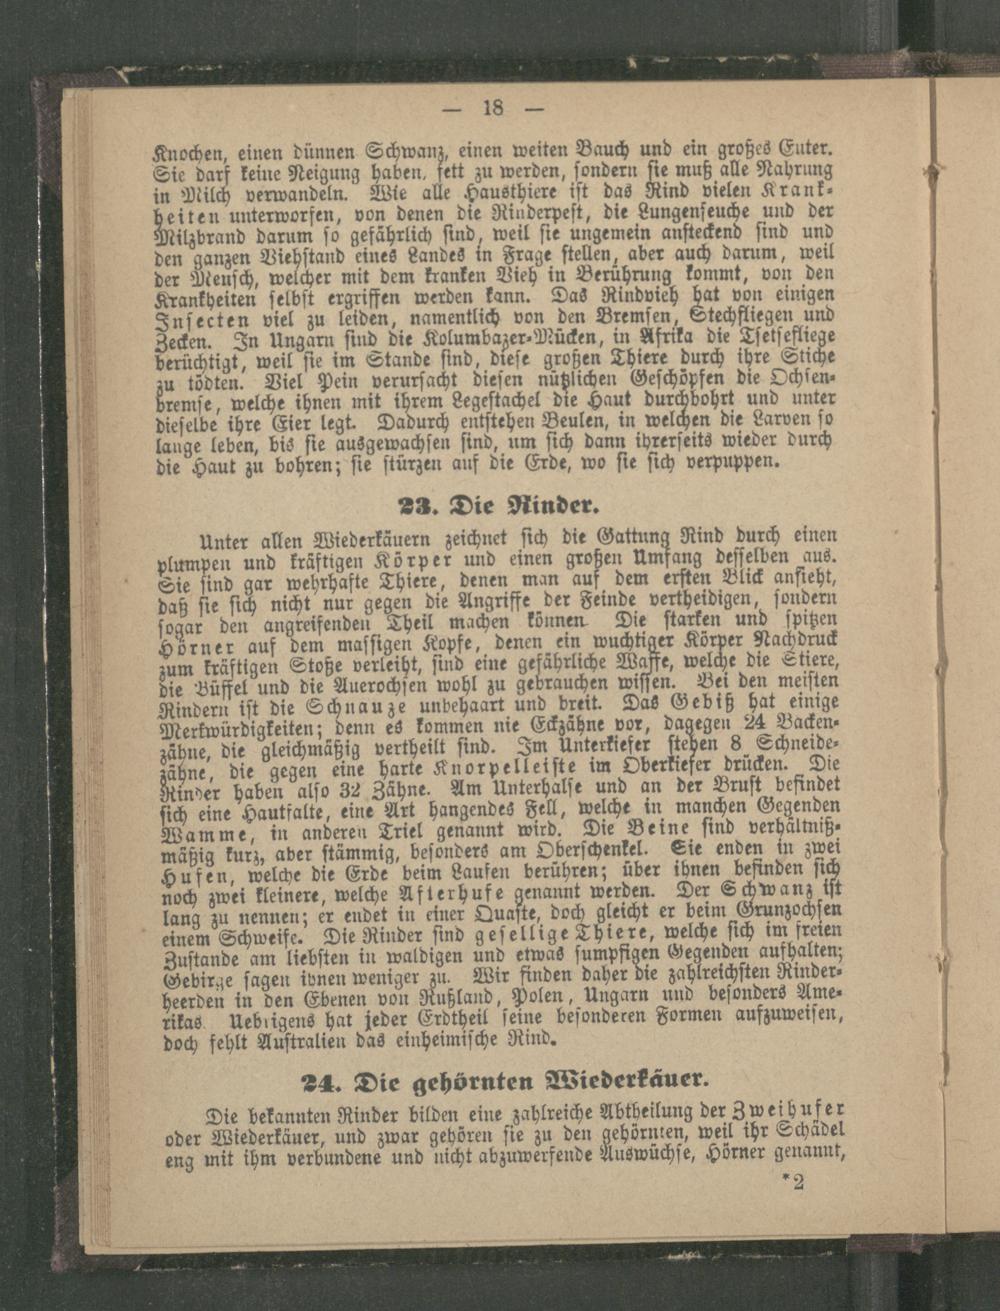 — 18 —
Knochen, einen dünnen Schwanz, einen weiten Bauch und ein großes Euter.
Sie darf keine Neigung haben, fett zu werden, sondern sie muß alle Nahrung
in Milch verwandeln. Wie alle Hausthiere ist das Rind vielen Krank-
heiten unterworfen, von denen die Rinderpest, die Lungenseuche und der
Milzbrand darum so gefährlich sind, weil sie ungemein ansteckend sind und
den ganzen Viehstand eines Landes in Frage stellen, aber auch darum, weil
der Mensch, welcher mit dem kranken Vieh in Berührung kommt, von den
Krankheiten selbst ergriffen werden kann. Das Rindvieh hat von einigen
Insecten viel zu leiden, namentlich von den Bremsen, Stechfliegen und
Zecken. In Ungarn sind die Kolumbazer-Mücken, in Afrika die Tsetsefliege
berüchtigt, weil sie im Stande sind, diese großen Thiere durch ihre Stiche
zu tödten. Viel Pein verursacht diesen nützlichen Geschöpfen die Ochsen-
bremse, welche ihnen mit ihrem Legestachel die Haut durchbohrt und unter
dieselbe ihre Eier legt. Dadurch entstehen Beulen, in welchen die Larven so
lange leben, bis sie ausgewachsen sind, um sich dann ihrerseits wieder durch
die Haut zu bohren; sie stürzen auf die Erde, wo sie sich verpuppen.
23. Die Rinder.
Unter allen Wiederkäuern zeichnet sich die Gattung Rind durch einen
plumpen und kräftigen Körper und einen großen Umfang desselben aus.
Sie sind gar wehrhafte Thiere, denen man auf dem ersten Blick ansieht,
daß sie sich nicht nur gegen die Angriffe der Feinde vertheidigen, sondern
sogar den angreifenden Theil machen können. Die starken und spitzen
Hörner auf dem massigen Kopfe, denen ein wuchtiger Körper Nachdruck
zum kräftigen Stoße verleiht, sind eine gefährliche Waffe, welche die Stiere,
die Büffel und die Auerochsen wohl zu gebrauchen wissen. Bei den meisten
Rindern ist die Schnauze unbehaart und breit. Das Gebiß hat einige
Merkwürdigkeiten; denn es kommen nie Eckzähne vor, dagegen 24 Backen-
zähne, die gleichmäßig vertheilt sind. Im Unterkiefer stehen 8 Schneide-
zähne, die gegen eine harte Knorpelleiste im Oberkiefer drücken. Die
Rinder haben also 32 Zähne. Am Unterhalse und an der Brust befindet
sich eine Hautfalte, eine Art hangendes Fell, welche in manchen Gegenden
Wamme, in anderen Triel genannt wird. Die Beine sind verhältniß-
mäßig kurz, aber stämmig, besonders am Oberschenkel. Sie enden in zwei
Hufen, welche die Erde beim Laufen berühren; über ihnen befinden sich
noch zwei kleinere, welche Afterhufe genannt werden. Der Schwanz ist
lang zu nennen; er endet in einer Quaste, doch gleicht er beim Grunzochsen
einem Schweife. Die Rinder sind gesellige Thiere, welche sich im freien
Zustande am liebsten in waldigen und etwas sumpfigen Gegenden aufhalten;
Gebirge sagen ihnen weniger zu. Wir finden daher die zahlreichsten Rinder-
heerden in den Ebenen von Rußland, Polen, Ungarn und besonders Ame-
rikas. Uebrigens hat jeder Erdtheil seine besonderen Formen aufzuweisen,
doch fehlt Australien das einheimische Rind.
24. Die gehörnten Wiederkäuer.
Die bekannten Rinder bilden eine zahlreiche Abtheilung der Zweihufer
oder Wiederkäuer, und zwar gehören sie zu den gehörnten, weil ihr Schädel
eng mit ihm verbundene und nicht abzuwerfende Auswüchse, Hörner genannt,
*2